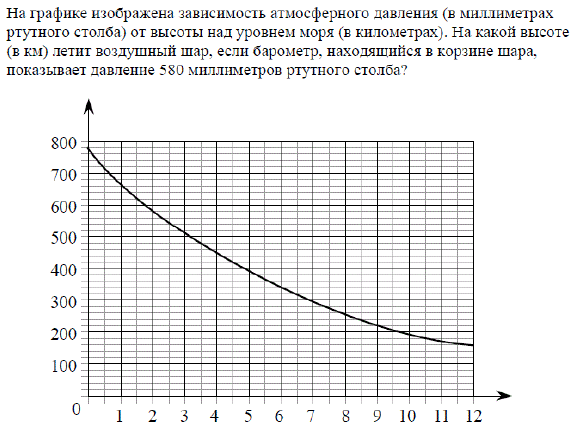 На графике изображена зависимость атмосферного давления (в миллиметрах
ртутного столба) от высоты над уровнем моря (в километрах). На какой высоте
(в км) летит воздушный шар, если барометр, находящийся в корзине шара,
показывает давление 580 миллиметров ртутного столба?
800
700
600
500
400
300
200
100
0 1 2 3 4 5 6 7 8 9 10 11 12